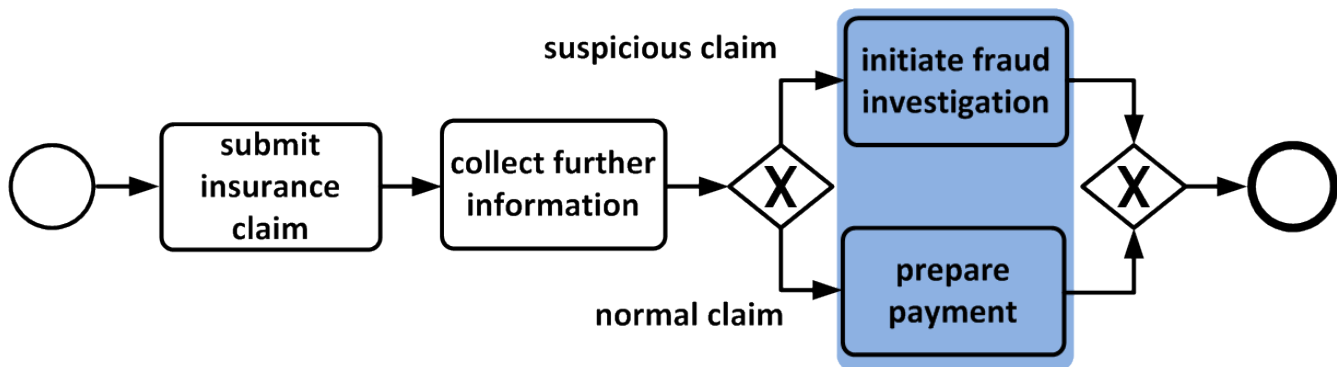 submit
insurance
claim
collect further
information
X
suspicious claim
initiate fraud
investigation
normal claim
prepare
payment
X